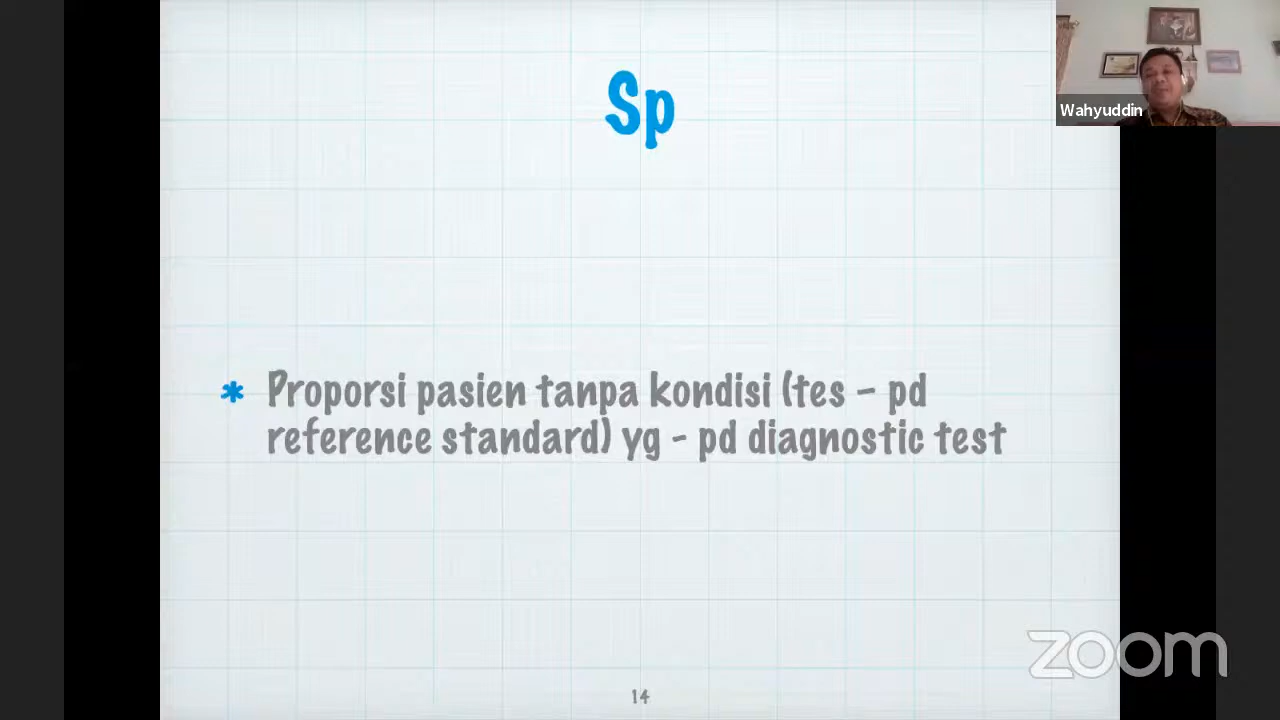 Sp
Wahyuddin
* Proporsi pasien tanpa kondisi (tes – pd
reference standard) yg - pd diagnostic test
zoom
14